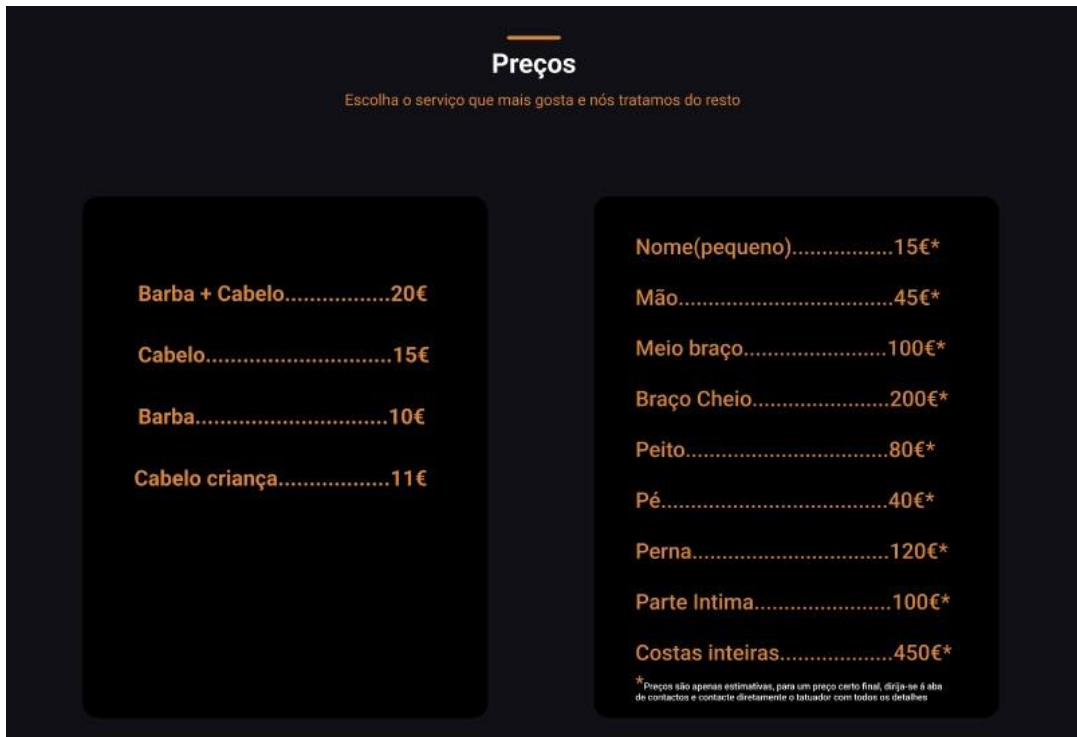 Preços
Escolha o serviço que mais gosta e nós tratamos do resto
Barba + Cabelo.................20€
Cabelo..............................15€
Barba...............................10€
Cabelo criança..................11€
Nome(pequeno).................15€*
Mão....................................45€*
Meio braço........................100€*
Braço Cheio.......................200€*
Peito..................................80€*
Pé......................................40€*
Perna.................................120€*
Parte Intima.......................100€*
Costas inteiras...................450€*
*Preços são apenas estimativas, para um preço certo final, dirija-se á aba
de contactos e contacte diretamente o tatuador com todos os detalhes